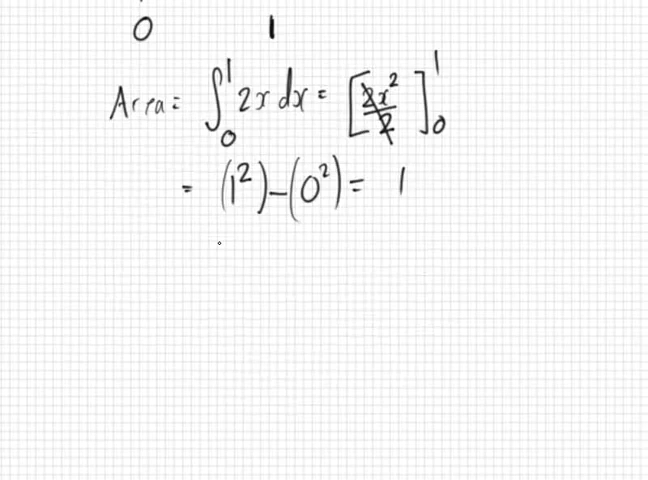 0 1
Area = ∫₀¹ 2x dx = [2x²/2]₀¹
= (1²) − (0²) = 1